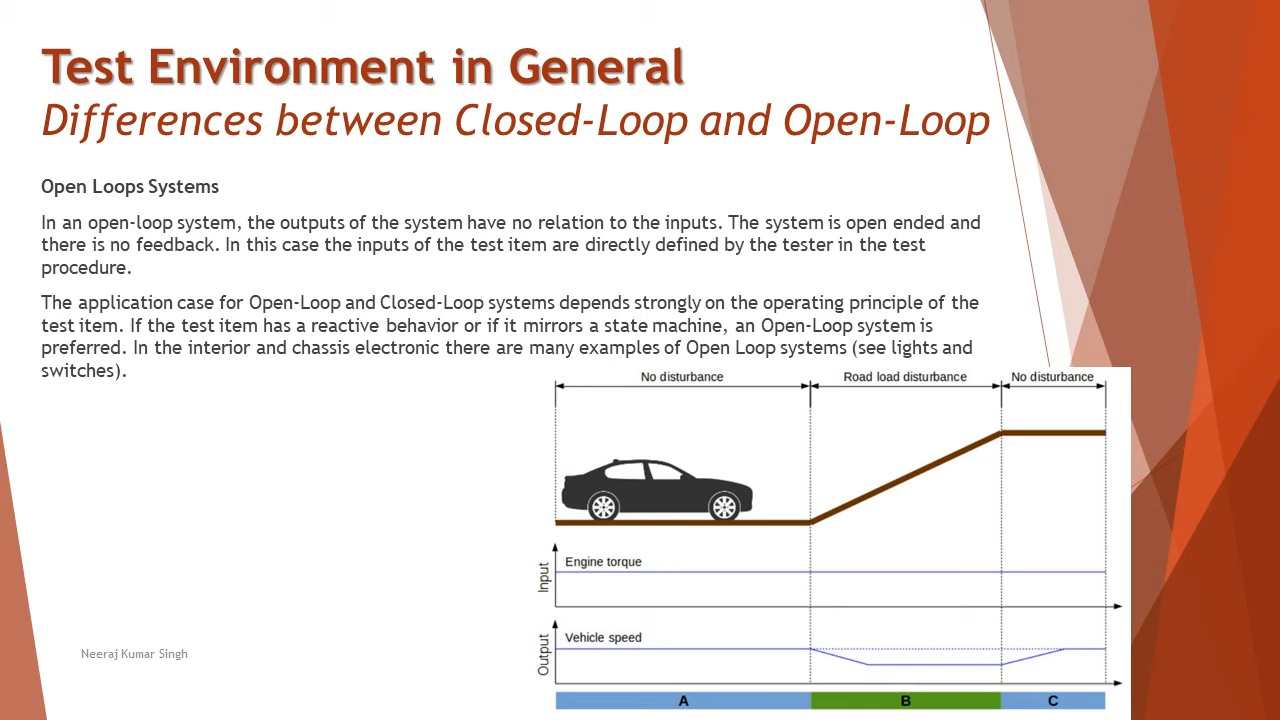 Test Environment in General
Differences between Closed-Loop and Open-Loop
Open Loops Systems
In an open-loop system, the outputs of the system have no relation to the inputs. The system is open ended and
there is no feedback. In this case the inputs of the test item are directly defined by the tester in the test
procedure.
The application case for Open-Loop and Closed-Loop systems depends strongly on the operating principle of the
test item. If the test item has a reactive behavior or if it mirrors a state machine, an Open-Loop system is
preferred. In the interior and chassis electronic there are many examples of Open Loop systems (see lights and
switches).
No disturbance
Road load disturbance
No disturbance
Input
Engine torque
Output
Vehicle speed
A
B
C
Neeraj Kumar Singh